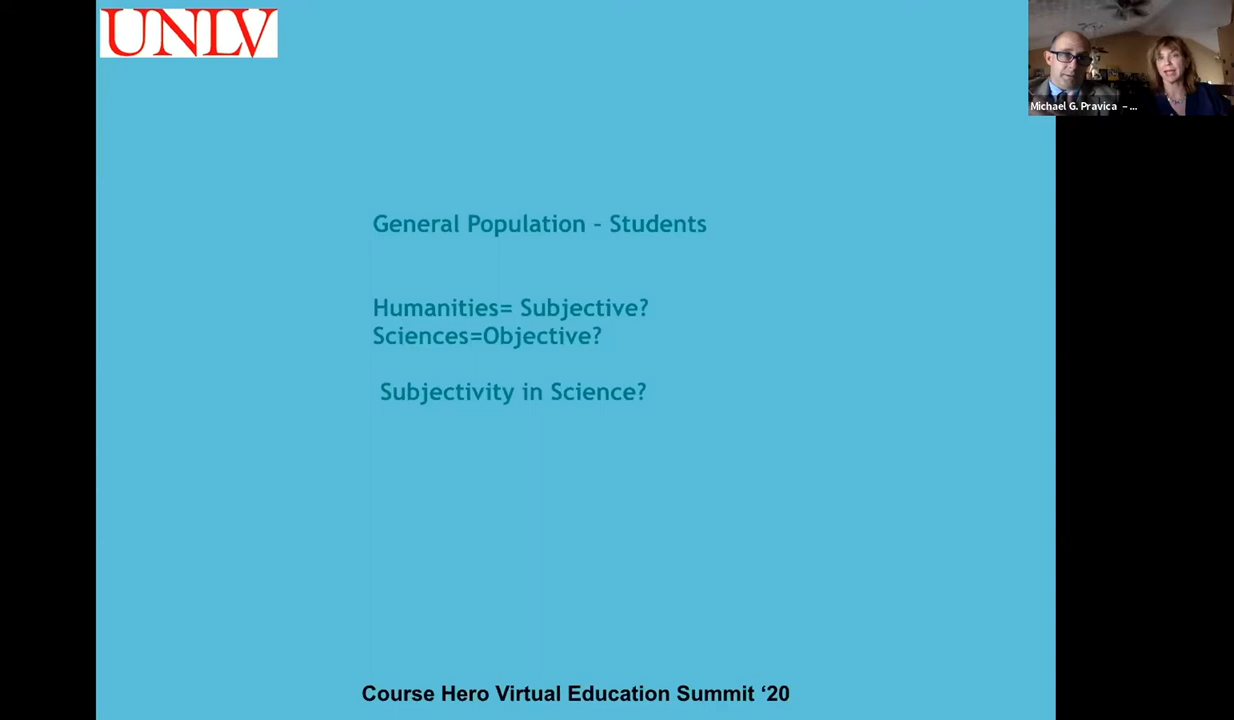 UNLV
Michael G. Pravica – ...
General Population – Students
Humanities= Subjective?
Sciences=Objective?
Subjectivity in Science?
Course Hero Virtual Education Summit ‘20